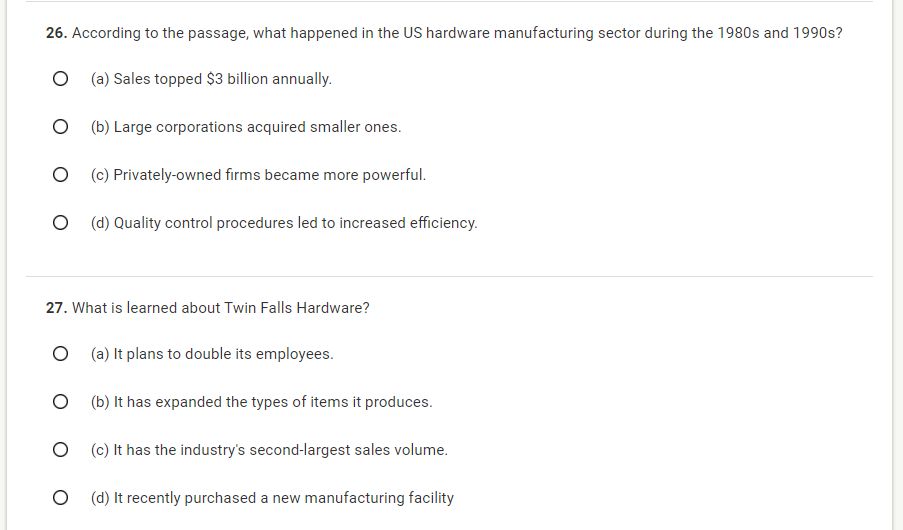 26. According to the passage, what happened in the US hardware manufacturing sector during the 1980s and 1990s?
(a) Sales topped $3 billion annually.
(b) Large corporations acquired smaller ones.
(c) Privately-owned firms became more powerful.
(d) Quality control procedures led to increased efficiency.
27. What is learned about Twin Falls Hardware?
(a) It plans to double its employees.
(b) It has expanded the types of items it produces.
(c) It has the industry's second-largest sales volume.
(d) It recently purchased a new manufacturing facility